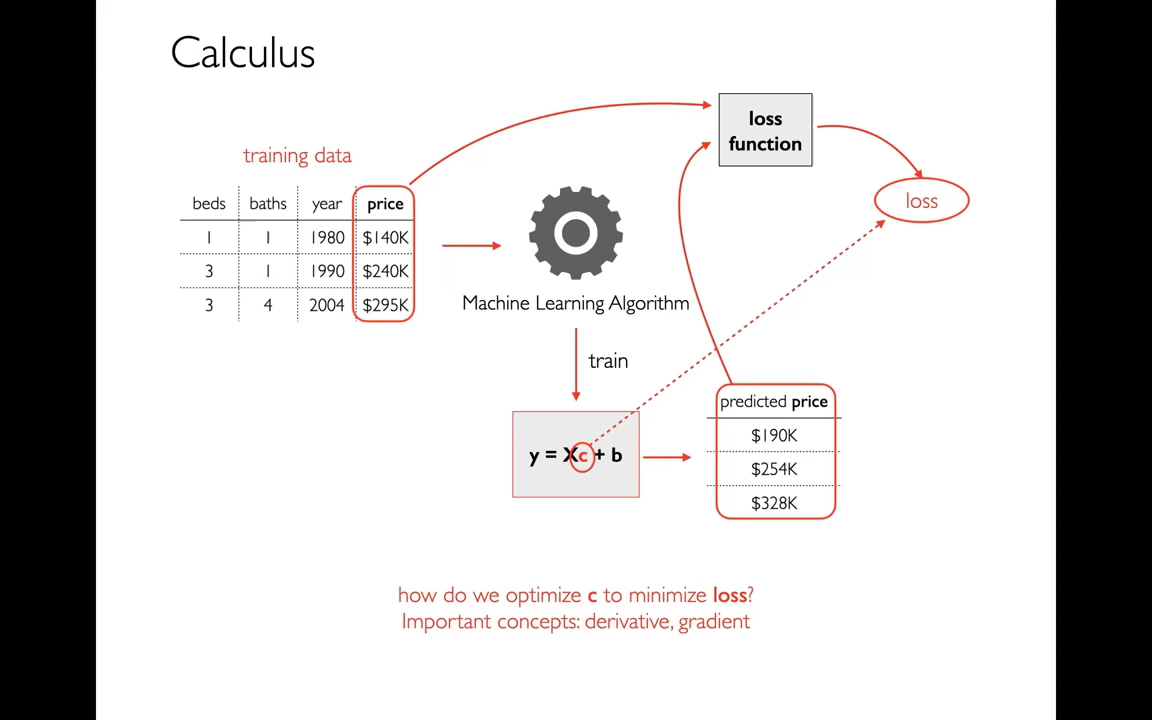 Calculus
training data
beds baths year price
1 1 1980 $140K
3 1 1990 $240K
3 4 2004 $295K
Machine Learning Algorithm
loss
function
loss
train
y = Xc + b
predicted price
$190K
$254K
$328K
how do we optimize c to minimize loss?
Important concepts: derivative, gradient